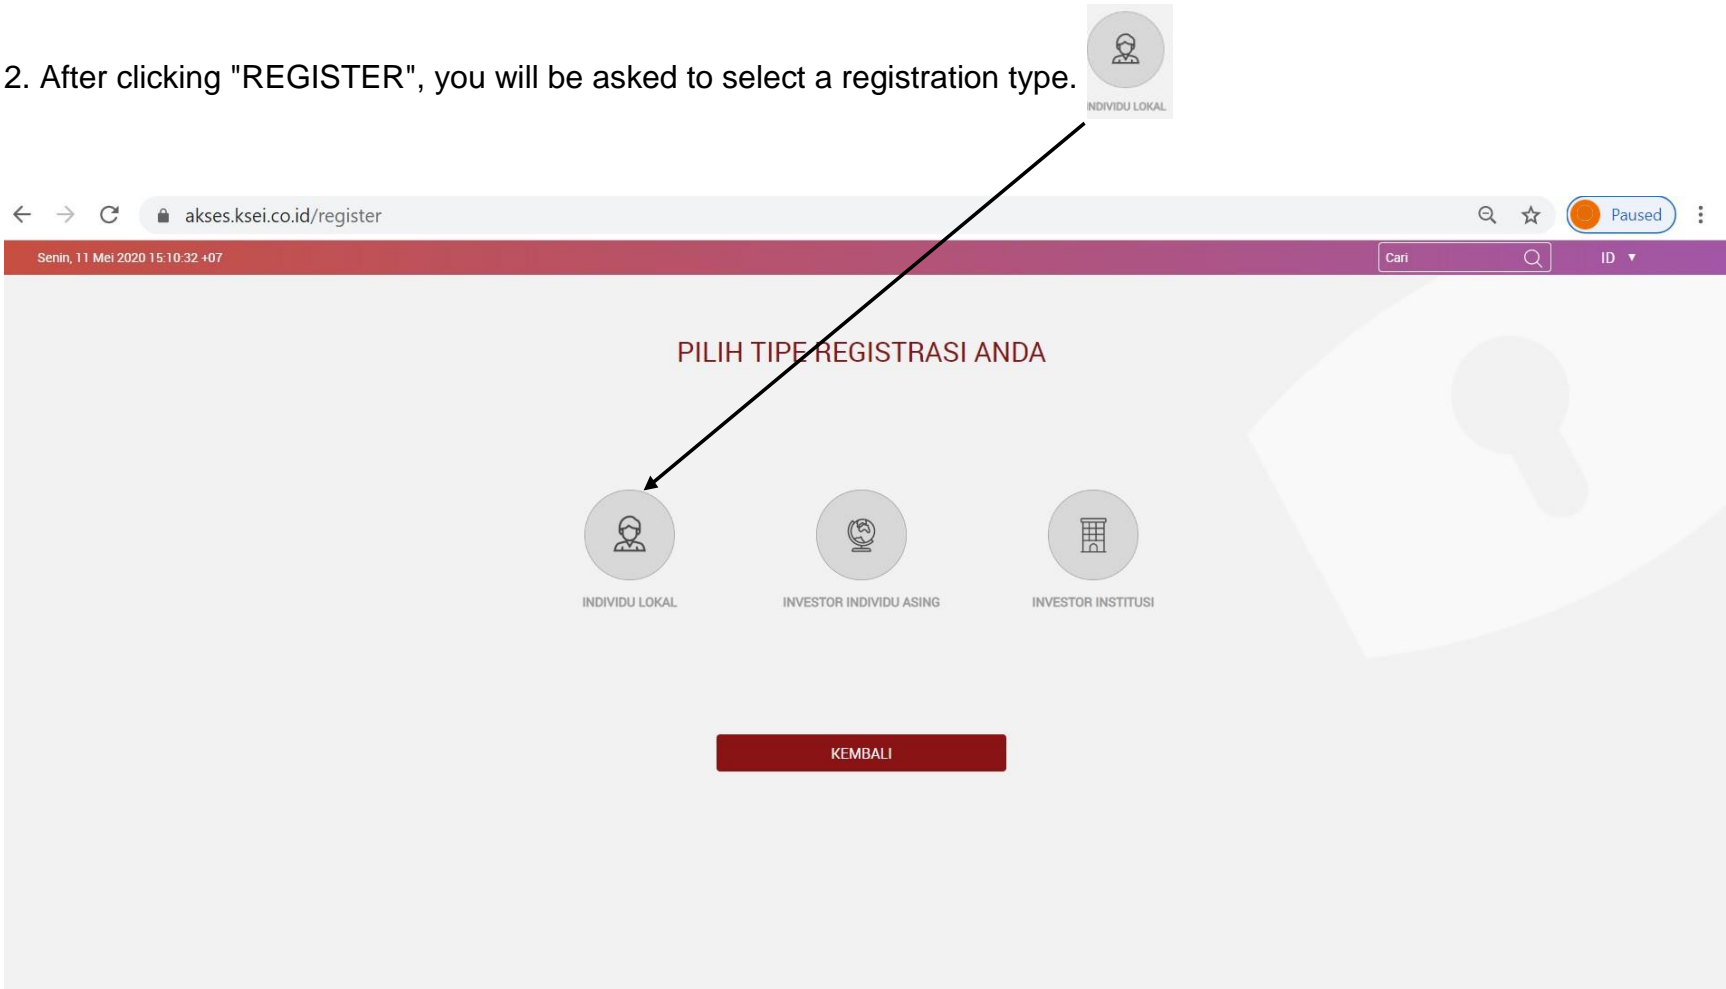 2. After clicking "REGISTER", you will be asked to select a registration type.
INDIVIDU LOKAL
akses.ksei.co.id/register
Paused
Senin, 11 Mei 2020 15:10:32 +07
Cari
ID
PILIH TIPE REGISTRASI ANDA
INDIVIDU LOKAL
INVESTOR INDIVIDU ASING
INVESTOR INSTITUSI
KEMBALI